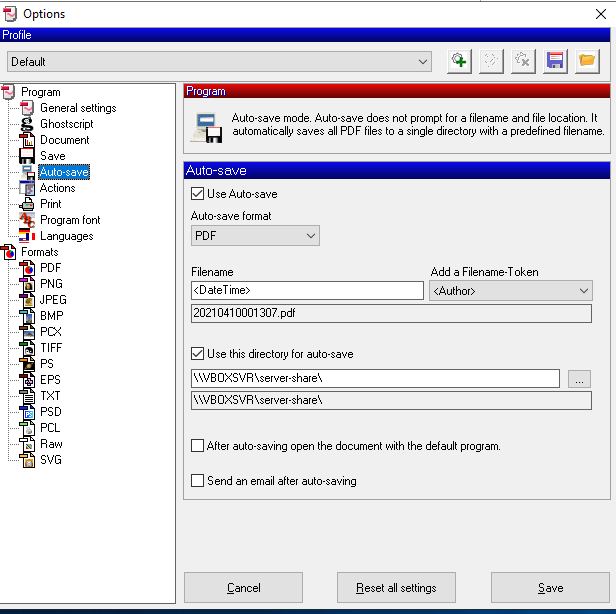 Options
Profile
Default
Program
General settings
Ghostscript
Document
Save
Auto-save
Actions
Print
Program font
Languages
Formats
PDF
PNG
JPEG
BMP
PCX
TIFF
PS
EPS
TXT
PSD
PCL
Raw
SVG
Program
Auto-save mode. Auto-save does not prompt for a filename and file location. It
automatically saves all PDF files to a single directory with a predefined filename.
Auto-save
Use Auto-save
Auto-save format
PDF
Filename
Add a Filename-Token
<DateTime>
<Author>
20210410001307.pdf
Use this directory for auto-save
\\VBOXSVR\server-share\
...
\\VBOXSVR\server-share\
After auto-saving open the document with the default program.
Send an email after auto-saving
Cancel
Reset all settings
Save